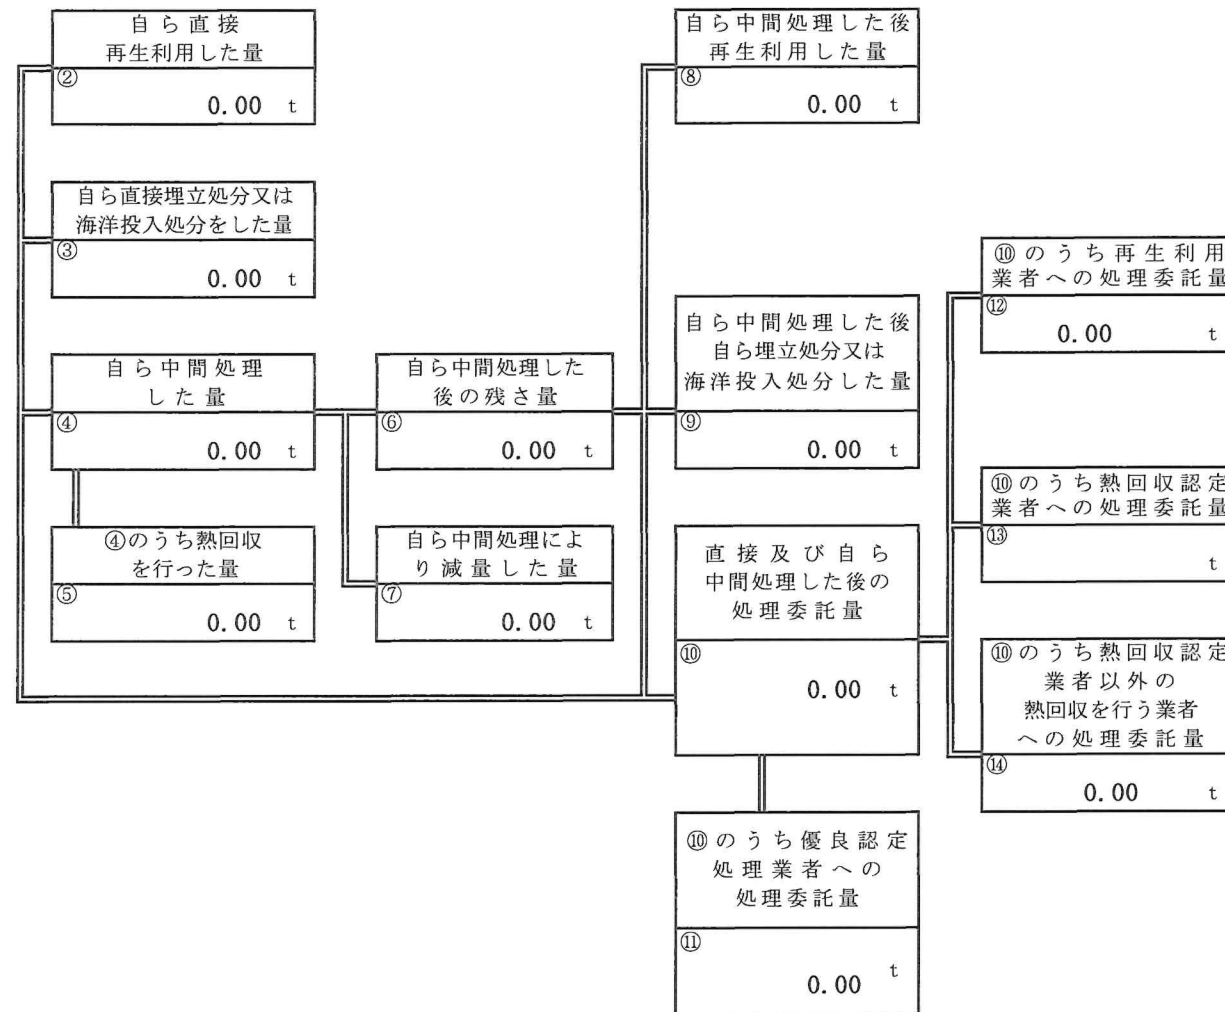 自ら直接
再生利用した量
②
0.00 t
自ら直接埋立処分又は
海洋投入処分をした量
③
0.00 t
自ら中間処理
した量
④
0.00 t
④のうち熱回収
を行った量
⑤
0.00 t
自ら中間処理した
後の残さ量
⑥
0.00 t
自ら中間処理によ
り減量した量
⑦
0.00 t
自ら中間処理した後
再生利用した量
⑧
0.00 t
自ら中間処理した後
自ら埋立処分又は
海洋投入処分した量
⑨
0.00 t
直接及び自ら
中間処理した後の
処理委託量
⑩
0.00 t
⑩のうち優良認定
処理業者への
処理委託量
⑪
0.00 t
⑩のうち再生利用
業者への処理委託量
⑫
0.00 t
⑩のうち熱回収認定
業者への処理委託量
⑬
t
⑩のうち熱回収認定
業者以外の
熱回収を行う業者
への処理委託量
⑭
0.00 t